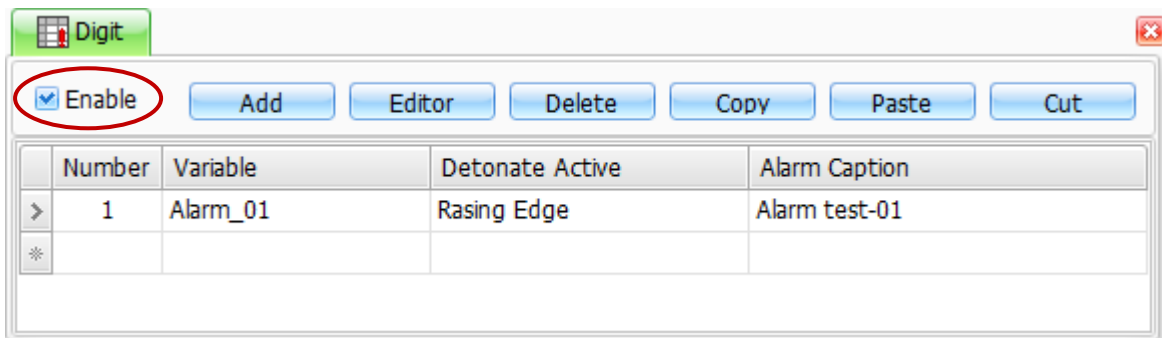 Digit
Enable Add Editor Delete Copy Paste Cut
Number Variable Detonate Active Alarm Caption
1 Alarm_01 Rasing Edge Alarm test-01